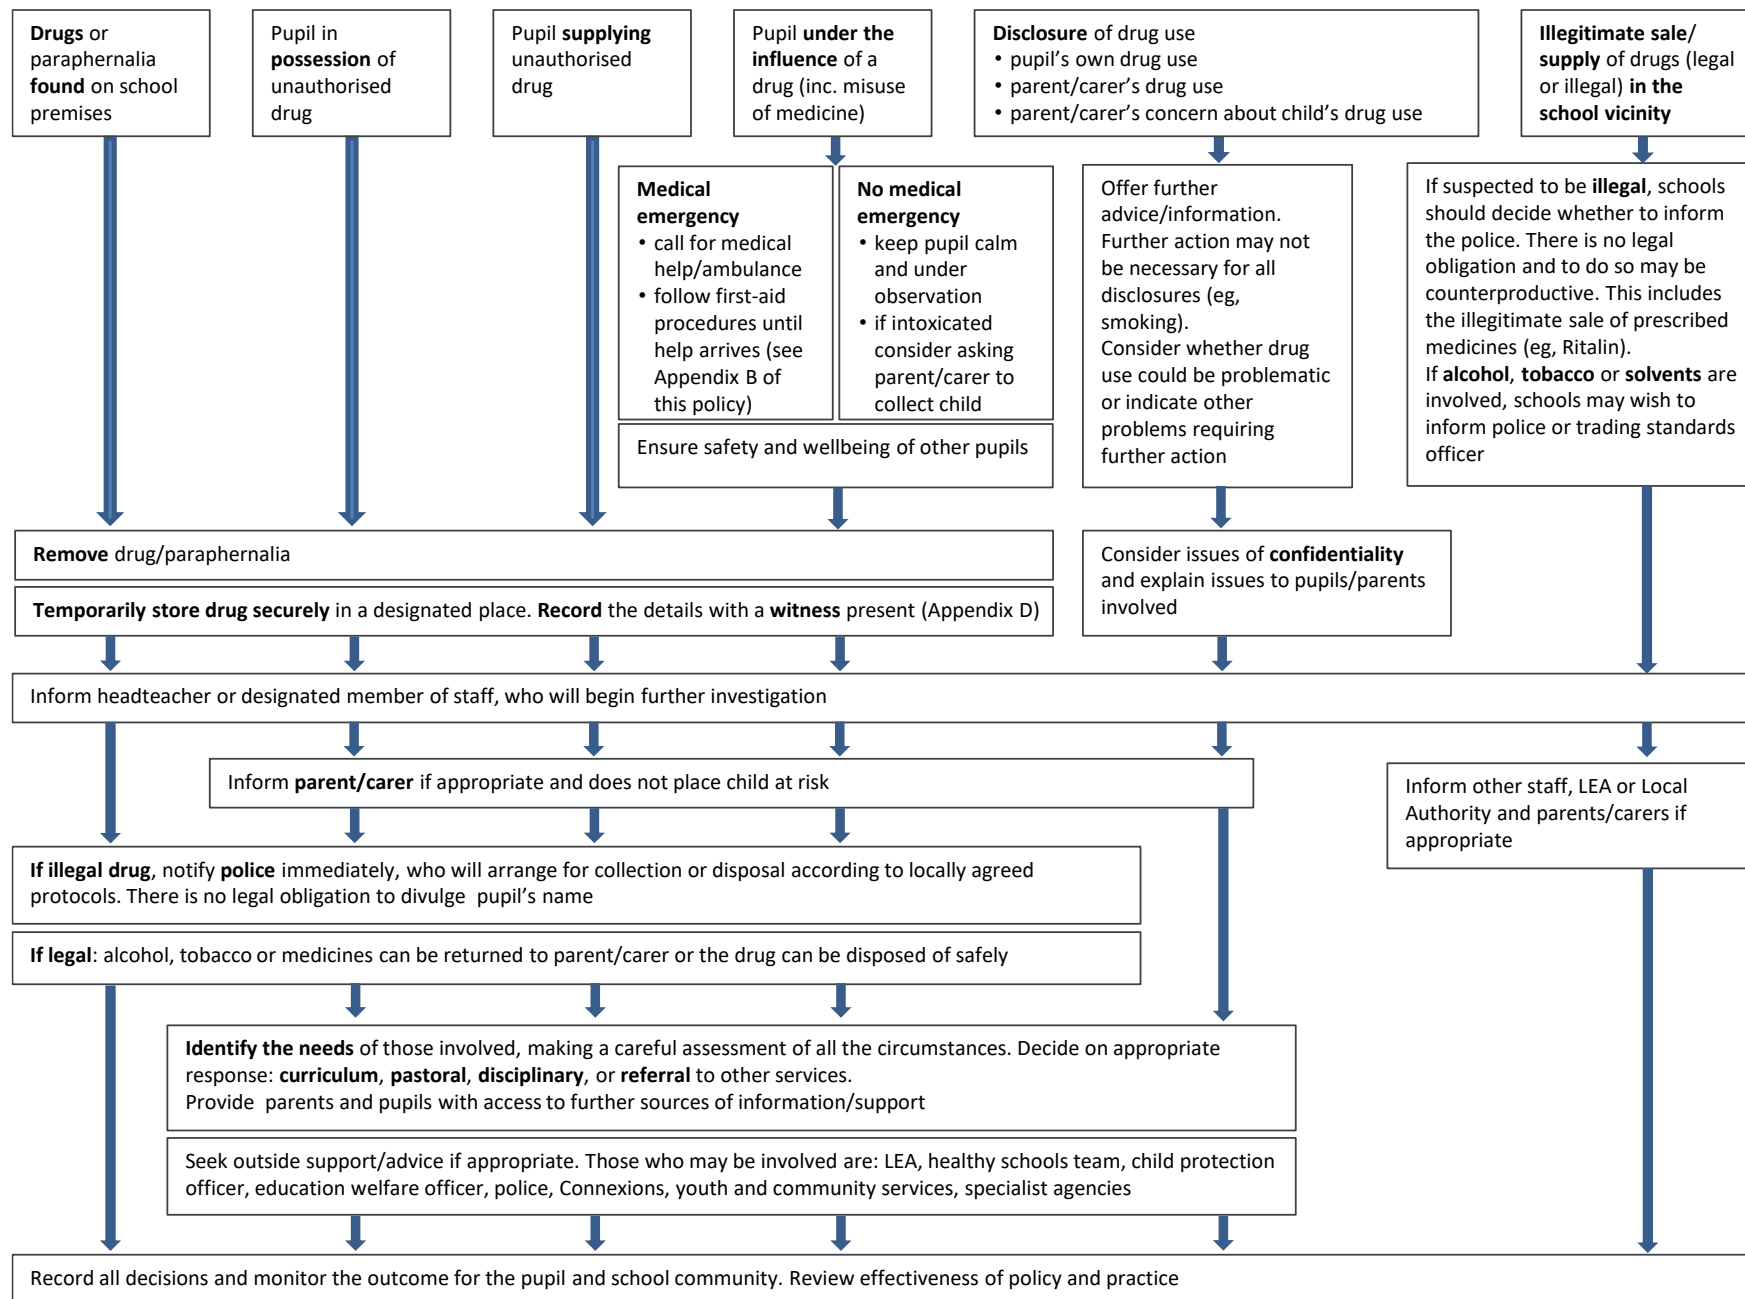 Drugs or
paraphernalia
found on school
premises
Pupil in
possession of
unauthorised
drug
Pupil supplying
unauthorised
drug
Pupil under the
influence of a
drug (inc. misuse
of medicine)
Disclosure of drug use
• pupil’s own drug use
• parent/carer’s drug use
• parent/carer’s concern about child’s drug use
Illegitimate sale/
supply of drugs (legal
or illegal) in the
school vicinity
Medical
emergency
• call for medical
help/ambulance
• follow first-aid
procedures until
help arrives (see
Appendix B of
this policy)
No medical
emergency
• keep pupil calm
and under
observation
• if intoxicated
consider asking
parent/carer to
collect child
Ensure safety and wellbeing of other pupils
Offer further
advice/information.
Further action may not
be necessary for all
disclosures (eg,
smoking).
Consider whether drug
use could be problematic
or indicate other
problems requiring
further action
If suspected to be illegal, schools
should decide whether to inform
the police. There is no legal
obligation and to do so may be
counterproductive. This includes
the illegitimate sale of prescribed
medicines (eg, Ritalin).
If alcohol, tobacco or solvents are
involved, schools may wish to
inform police or trading standards
officer
Remove drug/paraphernalia
Temporarily store drug securely in a designated place. Record the details with a witness present (Appendix D)
Consider issues of confidentiality
and explain issues to pupils/parents
involved
Inform headteacher or designated member of staff, who will begin further investigation
Inform parent/carer if appropriate and does not place child at risk
Inform other staff, LEA or Local
Authority and parents/carers if
appropriate
If illegal drug, notify police immediately, who will arrange for collection or disposal according to locally agreed
protocols. There is no legal obligation to divulge pupil’s name
If legal: alcohol, tobacco or medicines can be returned to parent/carer or the drug can be disposed of safely
Identify the needs of those involved, making a careful assessment of all the circumstances. Decide on appropriate
response: curriculum, pastoral, disciplinary, or referral to other services.
Provide parents and pupils with access to further sources of information/support
Seek outside support/advice if appropriate. Those who may be involved are: LEA, healthy schools team, child protection
officer, education welfare officer, police, Connexions, youth and community services, specialist agencies
Record all decisions and monitor the outcome for the pupil and school community. Review effectiveness of policy and practice